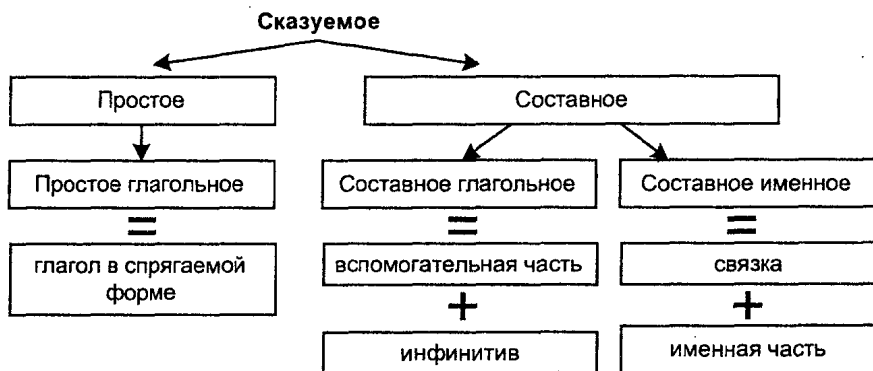 Сказуемое
Простое
Составное
Простое глагольное
Составное глагольное
Составное именное
=
=
=
глагол в спрягаемой
форме
вспомогательная часть
связка
+
+
инфинитив
именная часть